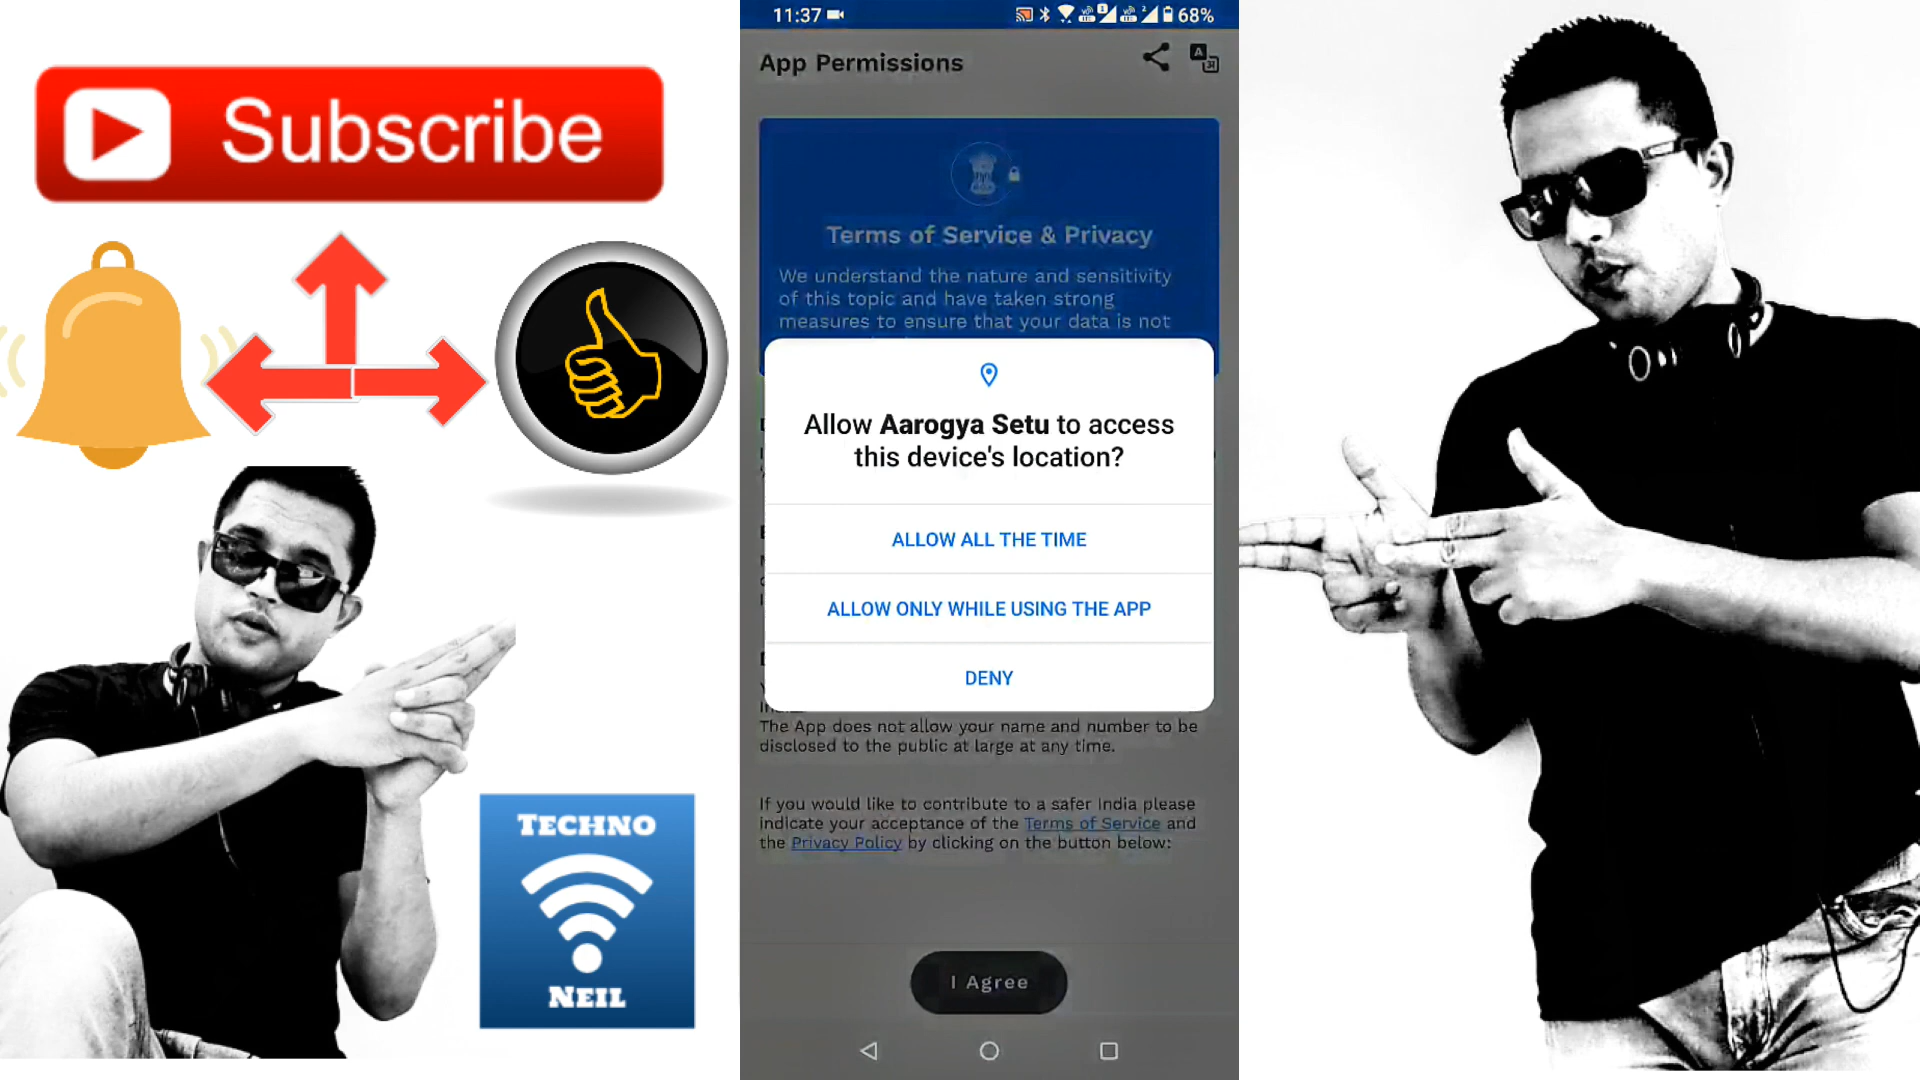 Subscribe
TECHNO
NEIL
11:37
68%
App Permissions
Terms of Service & Privacy
We understand the nature and sensitivity
of this topic and have taken strong
measures to ensure that your data is not
Allow Aarogya Setu to access
this device's location?
ALLOW ALL THE TIME
ALLOW ONLY WHILE USING THE APP
DENY
The App does not allow your name and number to be
disclosed to the public at large at any time.
If you would like to contribute to a safer India please
indicate your acceptance of the Terms of Service and
the Privacy Policy by clicking on the button below:
I Agree